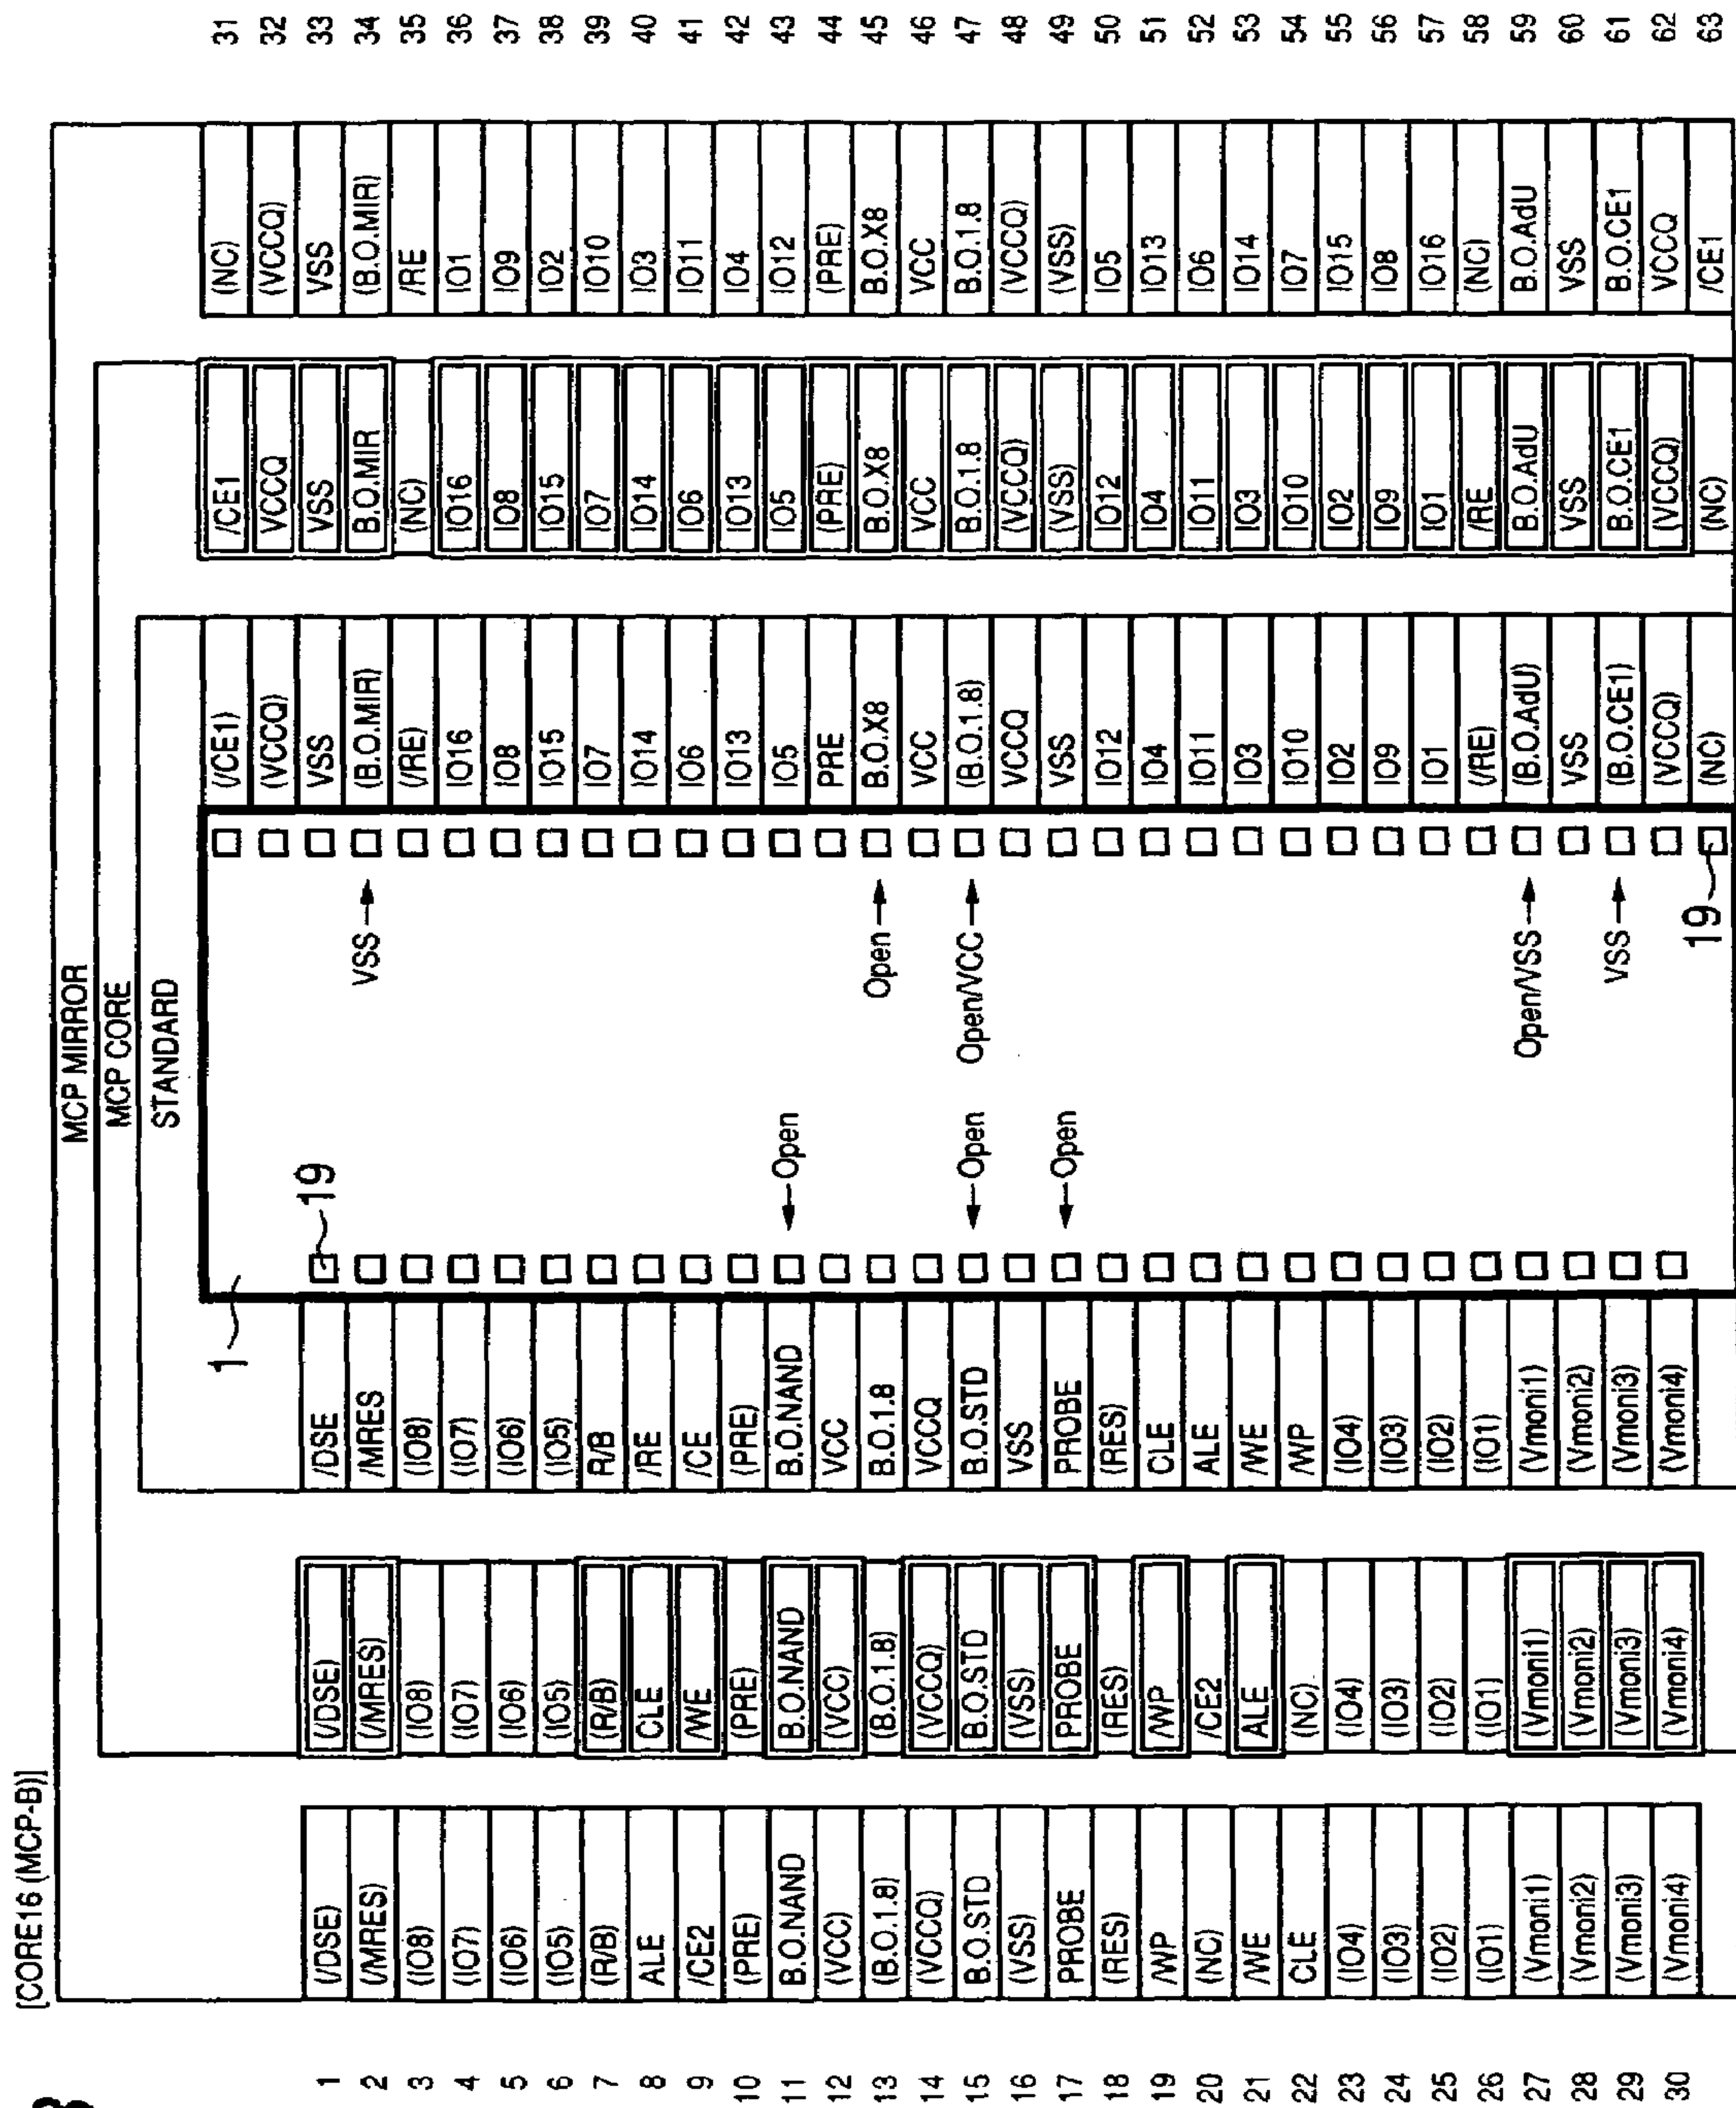 [CORE16 (MCP-B)]
MCP MIRROR
MCP CORE
STANDARD
1
(/CE1) /CE1 (NC) 31
(VCCQ) VCCQ (VCCQ) 32
1 (/DSE) (/DSE) /DSE 19 VSS VSS VSS 33
2 (/MRES) (/MRES) /MRES VSS→ (B.O.MIR) B.O.MIR (B.O.MIR) 34
3 (IO8) (IO8) (IO8) (/RE) (NC) /RE 35
4 (IO7) (IO7) (IO7) IO16 IO16 IO1 36
5 (IO6) (IO6) (IO6) IO8 IO8 IO9 37
6 (IO5) (IO5) (IO5) IO15 IO15 IO2 38
7 (R/B) (R/B) R/B IO7 IO7 IO10 39
8 ALE CLE /RE IO14 IO14 IO3 40
9 /CE2 /WE /CE IO6 IO6 IO11 41
10 (PRE) (PRE) (PRE) IO13 IO13 IO4 42
11 B.O.NAND B.O.NAND B.O.NAND ←Open IO5 IO5 IO12 43
12 (VCC) (VCC) VCC PRE (PRE) (PRE) 44
13 (B.O.1.8) (B.O.1.8) B.O.1.8 Open→ B.O.X8 B.O.X8 B.O.X8 45
14 (VCCQ) (VCCQ) VCCQ VCC VCC VCC 46
15 B.O.STD B.O.STD B.O.STD ←Open Open/VCC→ (B.O.1.8) B.O.1.8 B.O.1.8 47
16 (VSS) (VSS) VSS VCCQ (VCCQ) (VCCQ) 48
17 PROBE PROBE PROBE ←Open VSS (VSS) (VSS) 49
18 (RES) (RES) (RES) IO12 IO12 IO5 50
19 /WP /WP CLE IO4 IO4 IO13 51
20 (NC) /CE2 ALE IO11 IO11 IO6 52
21 /WE ALE /WE IO3 IO3 IO14 53
22 CLE (NC) /WP IO10 IO10 IO7 54
23 (IO4) (IO4) (IO4) IO2 IO2 IO15 55
24 (IO3) (IO3) (IO3) IO9 IO9 IO8 56
25 (IO2) (IO2) (IO2) IO1 IO1 IO16 57
26 (IO1) (IO1) (IO1) (/RE) /RE (NC) 58
27 (Vmoni1) (Vmoni1) (Vmoni1) Open/VSS→ (B.O.AdU) B.O.AdU B.O.AdU 59
28 (Vmoni2) (Vmoni2) (Vmoni2) VSS VSS VSS 60
29 (Vmoni3) (Vmoni3) (Vmoni3) VSS→ (B.O.CE1) B.O.CE1 B.O.CE1 61
30 (Vmoni4) (Vmoni4) (Vmoni4) (VCCQ) (VCCQ) VCCQ 62
19 (NC) (NC) /CE1 63